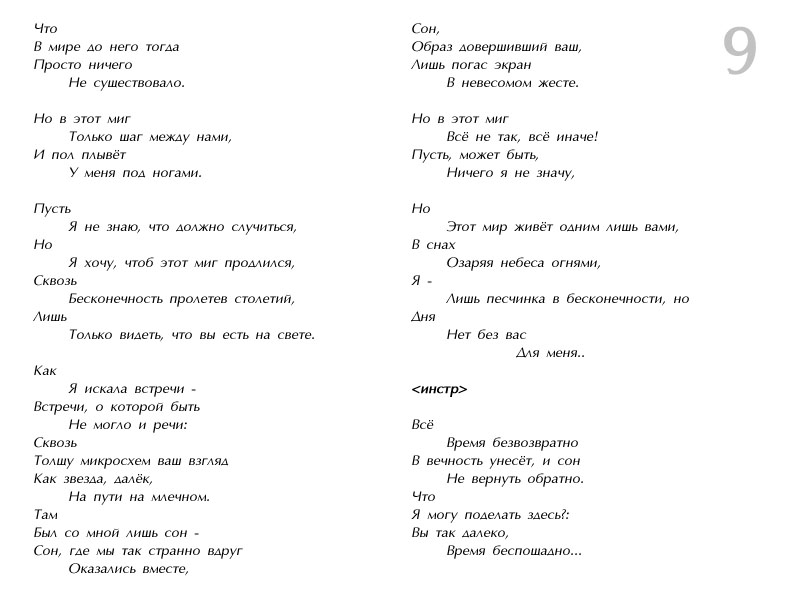 Что
В мире до него тогда
Просто ничего
Не существовало.
Но в этот миг
Только шаг между нами,
И пол плывёт
У меня под ногами.
Пусть
Я не знаю, что должно случиться,
Но
Я хочу, чтоб этот миг продлился,
Сквозь
Бесконечность пролетев столетий,
Лишь
Только видеть, что вы есть на свете.
Как
Я искала встречи -
Встречи, о которой быть
Не могло и речи:
Сквозь
Толщу микросхем ваш взгляд
Как звезда, далёк,
На пути на млечном.
Там
Был со мной лишь сон -
Сон, где мы так странно вдруг
Оказались вместе,
Сон,
Образ довершивший ваш,
Лишь погас экран
В невесомом жесте.
Но в этот миг
Всё не так, всё иначе!
Пусть, может быть,
Ничего я не значу,
Но
Этот мир живёт одним лишь вами,
В снах
Озаряя небеса огнями,
Я -
Лишь песчинка в бесконечности, но
Дня
Нет без вас
Для меня..
<инстр>
Всё
Время безвозвратно
В вечность унесёт, и сон
Не вернуть обратно.
Что
Я могу поделать здесь?:
Вы так далеко,
Время беспощадно...
9